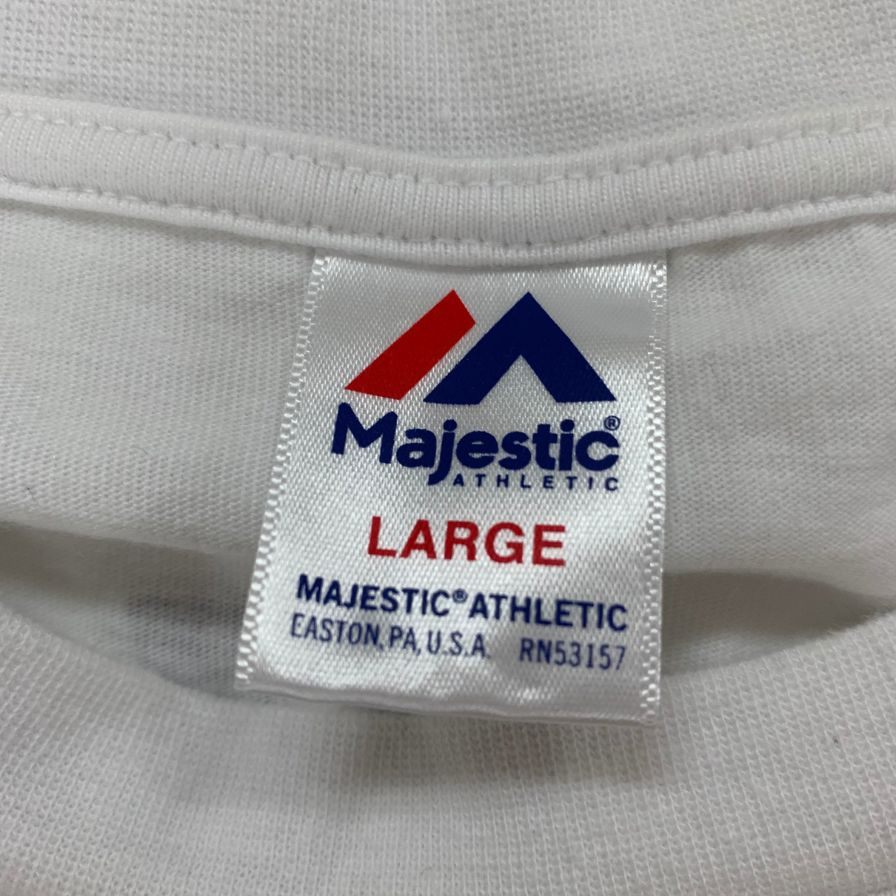 Majestic®
ATHLETIC
LARGE
MAJESTIC® ATHLETIC
EASTON, PA, U.S.A. RN53157